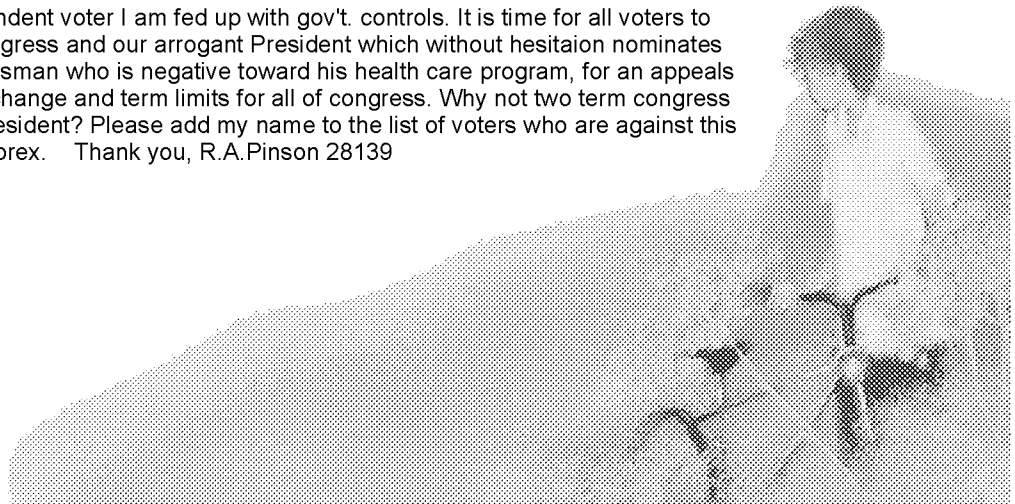 ndent voter I am fed up with gov't. controls. It is time for all voters to
gress and our arrogant President which without hesitaion nominates
sman who is negative toward his health care program, for an appeals
hange and term limits for all of congress. Why not two term congress
esident? Please add my name to the list of voters who are against this
orex. Thank you, R.A.Pinson 28139